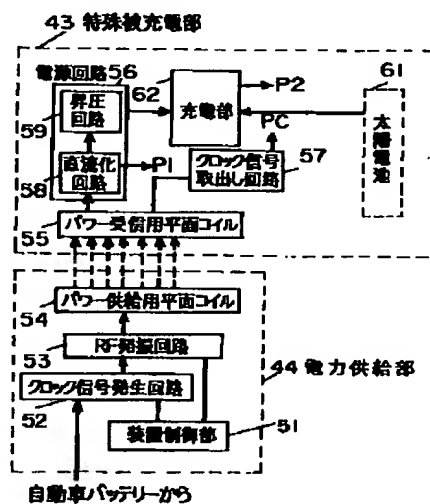 43 特殊被充電部
電源回路 56
昇圧回路
59
62
充電部
P2
61
太陽電池
PC
直流化回路
58
P1
クロック信号取出し回路
57
パワー受信用平面コイル
55
パワー供給用平面コイル
54
RF発振回路
53
44 電力供給部
クロック信号発生回路
52
装置制御部
51
自動車バッテリーから